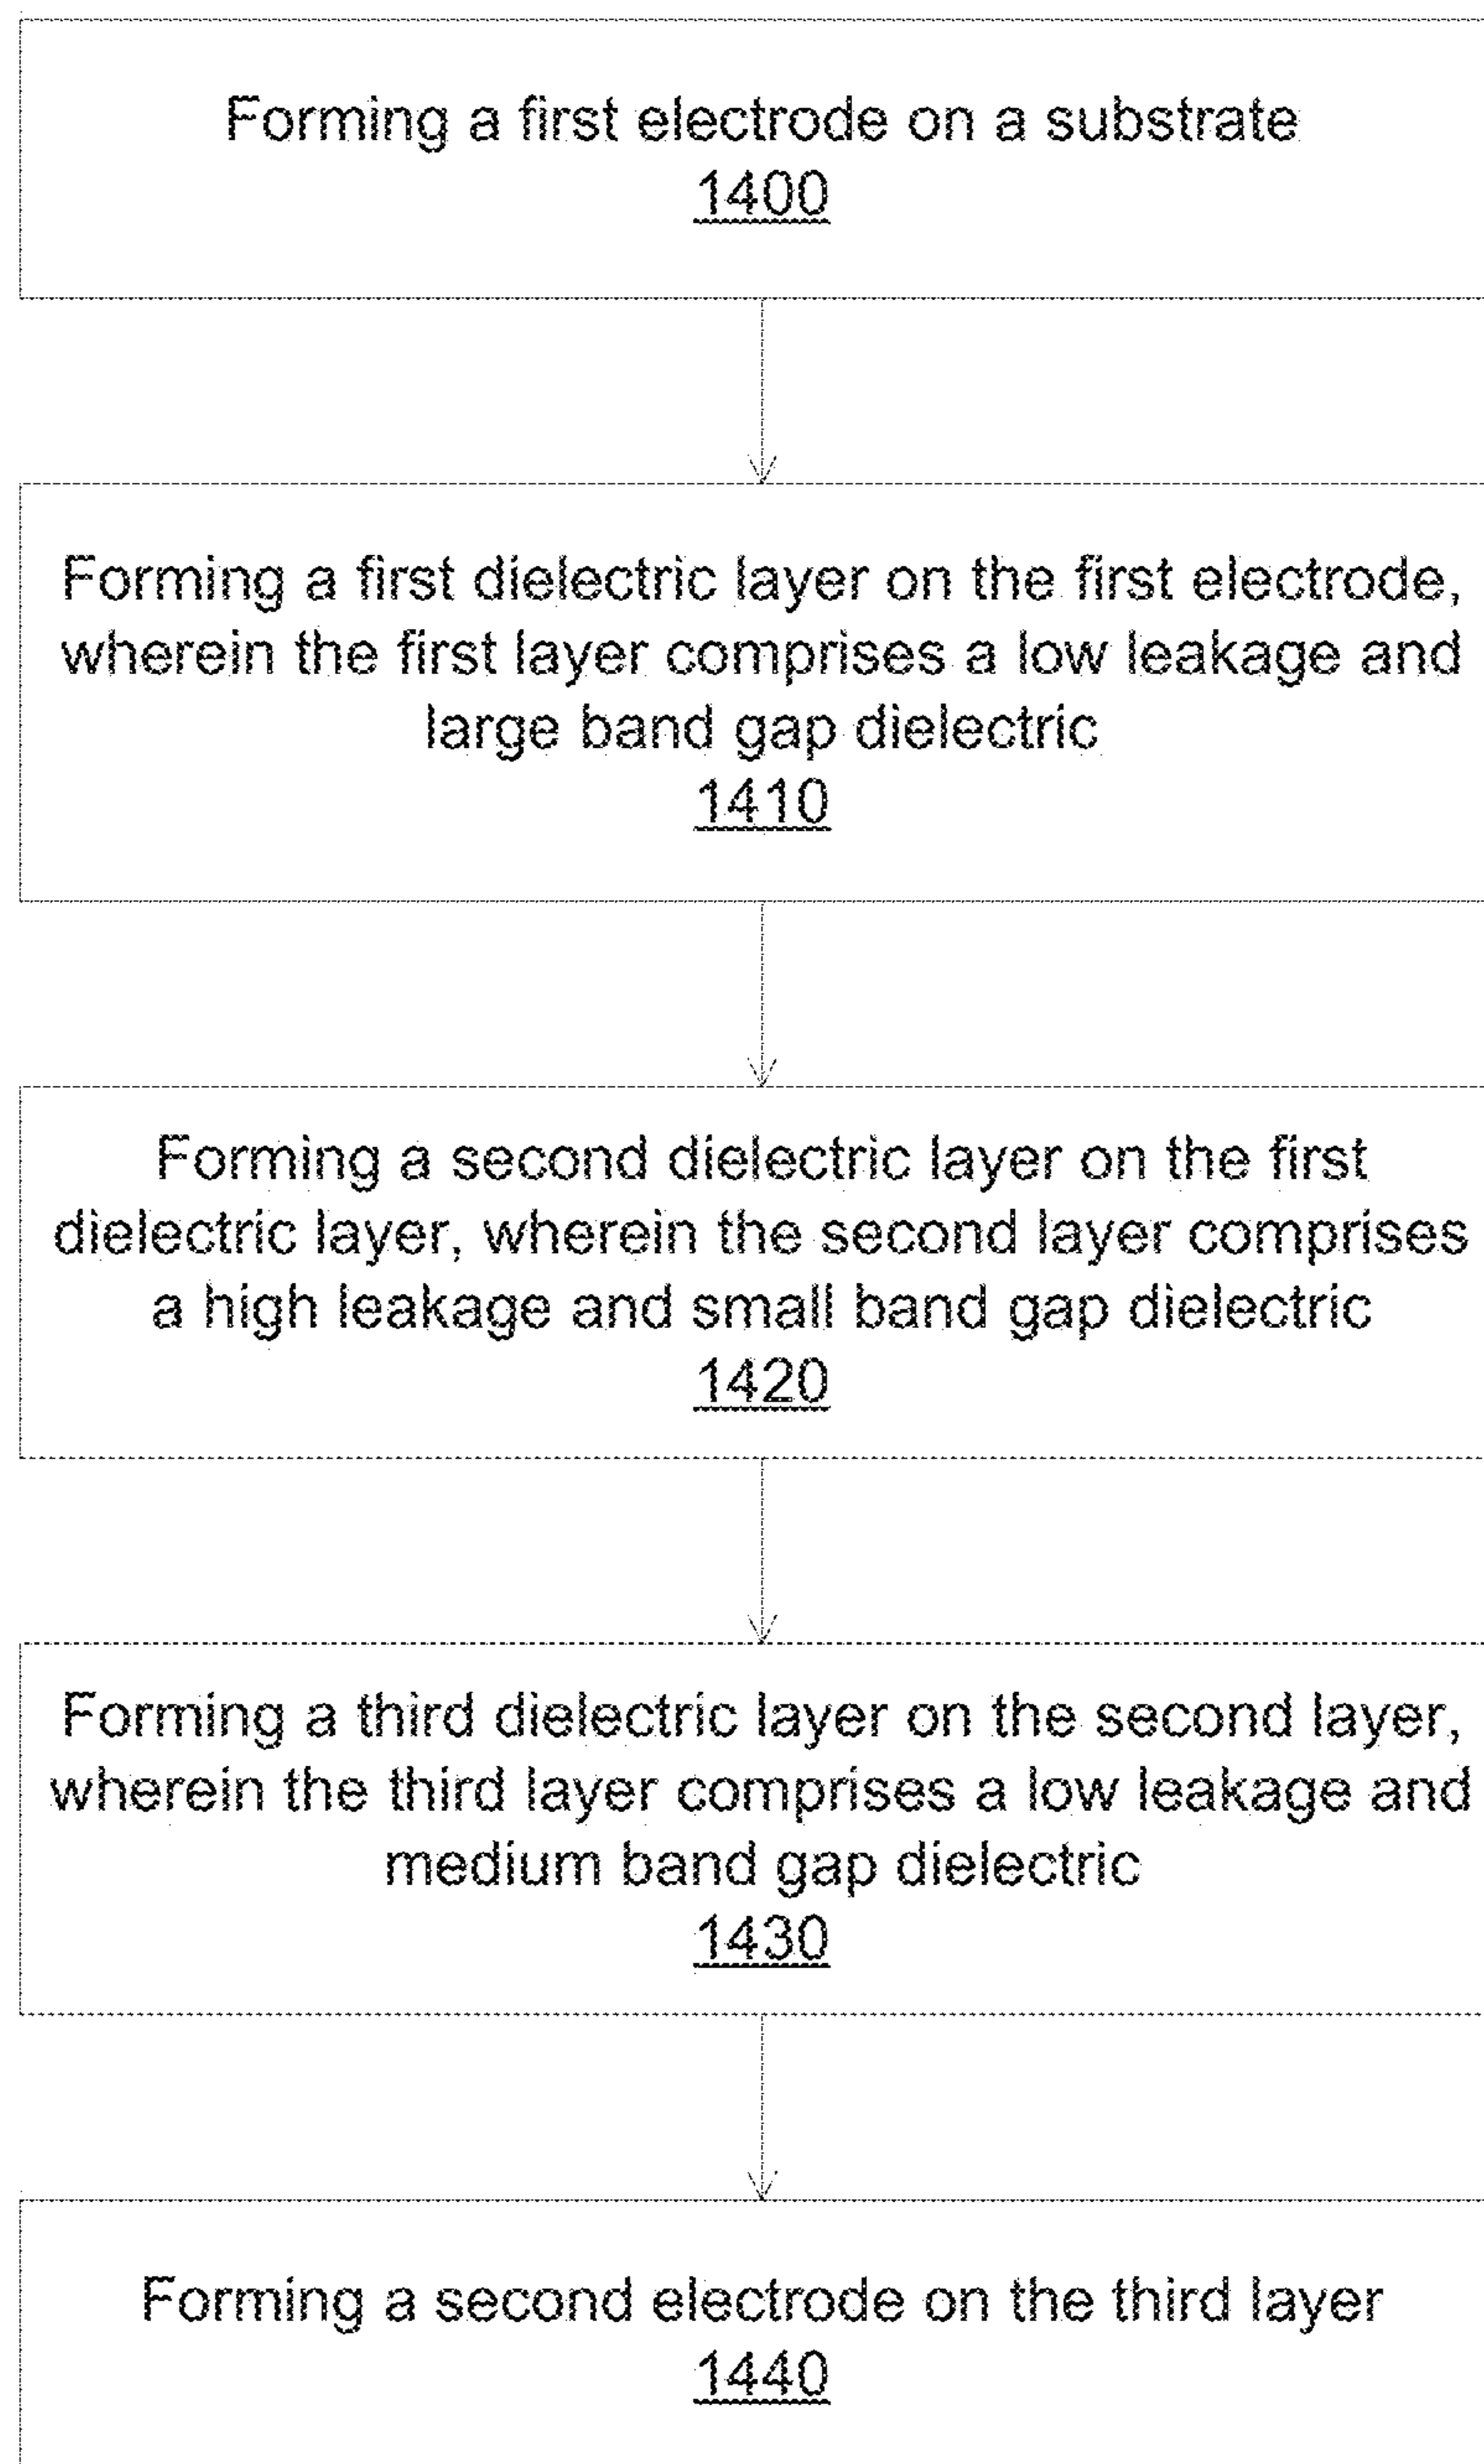 Forming a first electrode on a substrate
1400
Forming a first dielectric layer on the first electrode,
wherein the first layer comprises a low leakage and
large band gap dielectric
1410
Forming a second dielectric layer on the first
dielectric layer, wherein the second layer comprises
a high leakage and small band gap dielectric
1420
Forming a third dielectric layer on the second layer,
wherein the third layer comprises a low leakage and
medium band gap dielectric
1430
Forming a second electrode on the third layer
1440